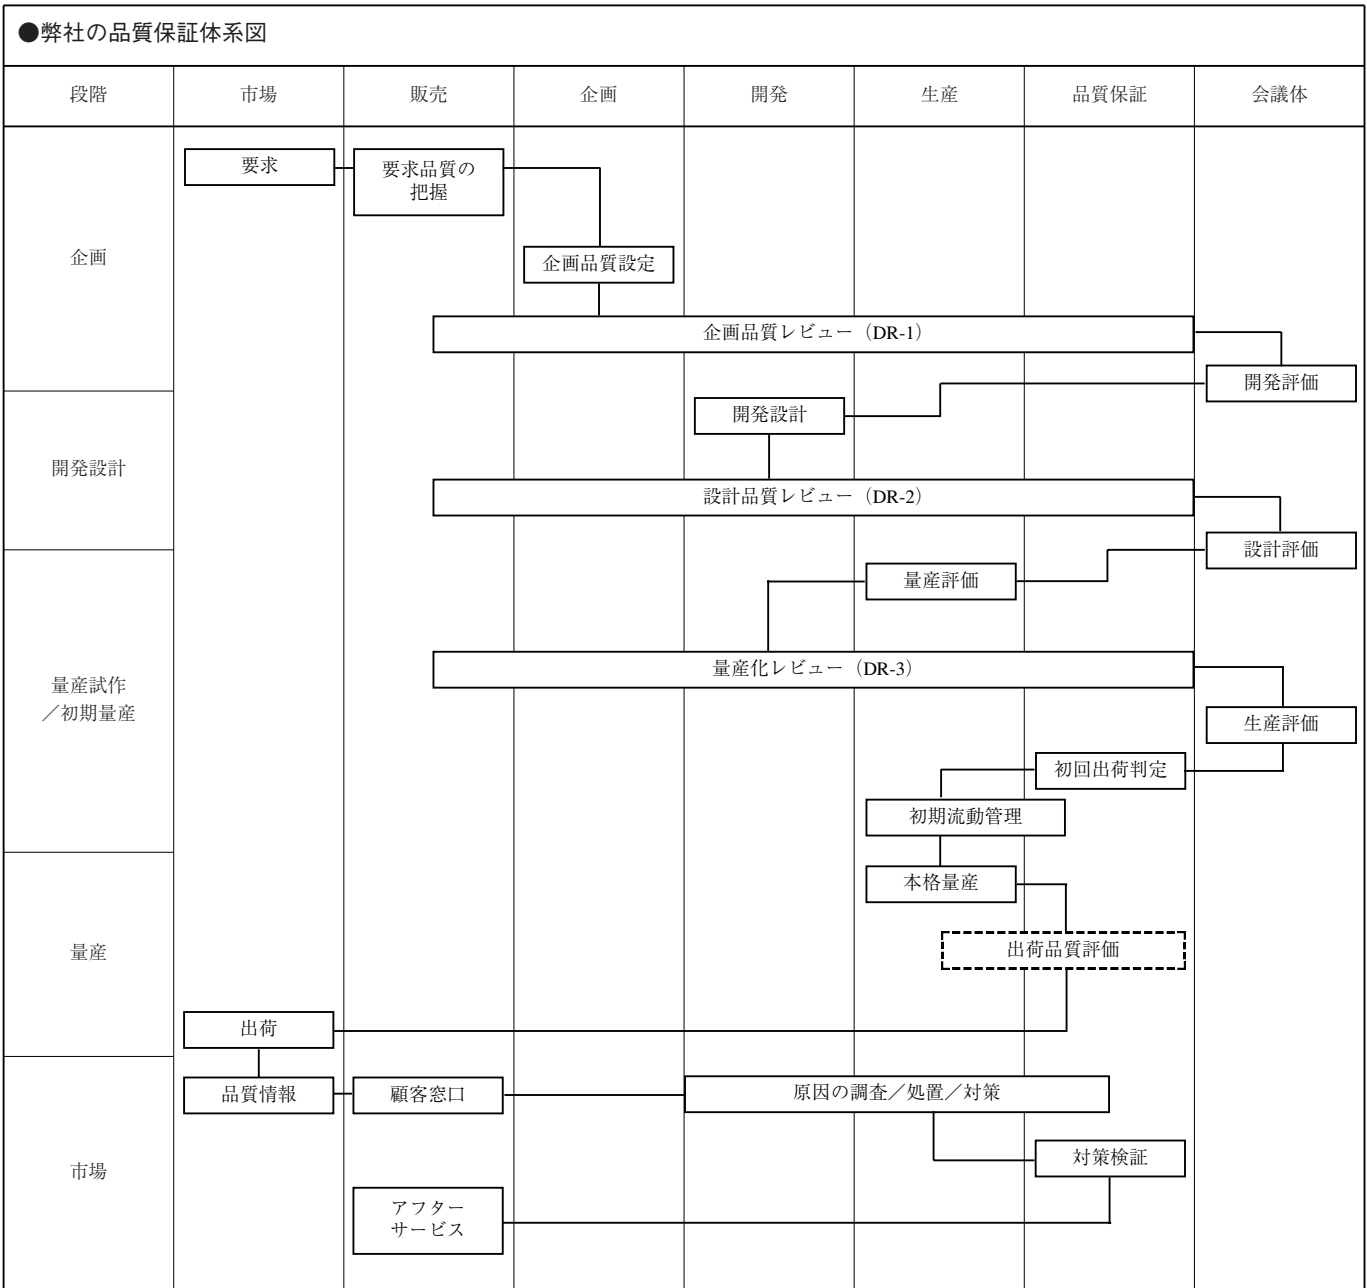 ●弊社の品質保証体系図
段階
市場
販売
企画
開発
生産
品質保証
会議体
企画
要求
要求品質の
把握
企画品質設定
企画品質レビュー（DR-1）
開発評価
開発設計
開発設計
設計品質レビュー（DR-2）
設計評価
量産試作
／初期量産
量産評価
量産化レビュー（DR-3）
生産評価
初回出荷判定
初期流動管理
量産
本格量産
出荷品質評価
出荷
市場
品質情報
顧客窓口
原因の調査／処置／対策
対策検証
アフター
サービス